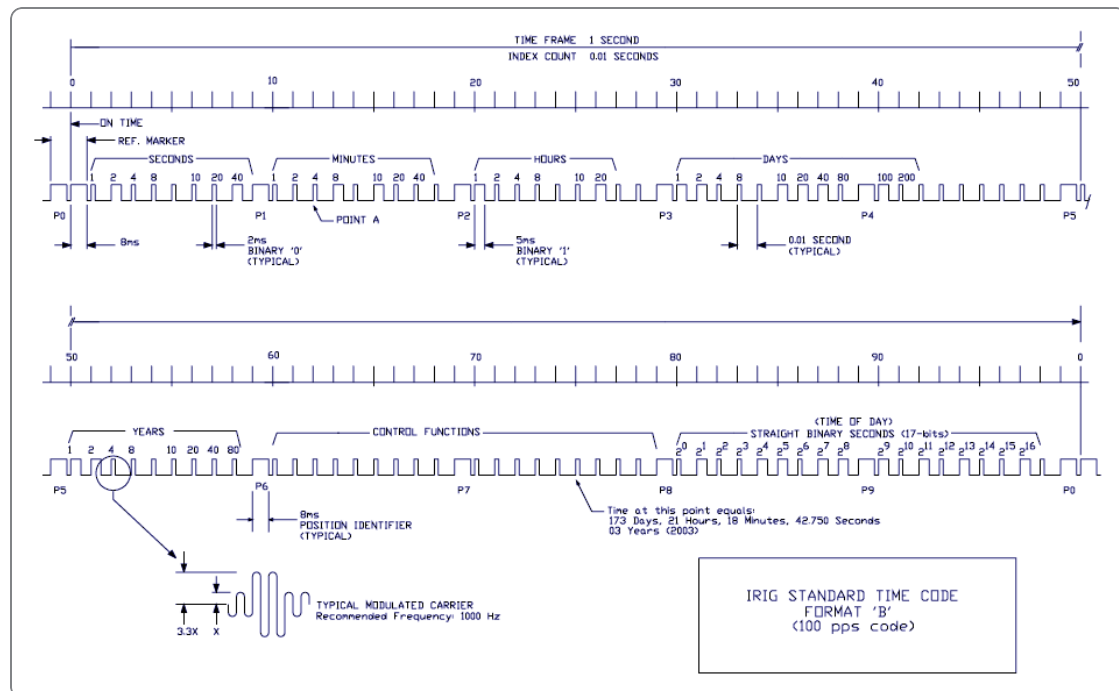 TIME FRAME 1 SECOND
INDEX COUNT 0.01 SECONDS
0 10 20 30 40 50
ON TIME
REF. MARKER
SECONDS MINUTES HOURS DAYS
1 2 4 8 10 20 40 1 2 4 8 10 20 40 1 2 4 8 10 20 1 2 4 8 10 20 40 80 100 200
P0 P1 P2 P3 P4 P5
POINT A
8ms
2ms
BINARY '0'
(TYPICAL)
5ms
BINARY '1'
(TYPICAL)
0.01 SECOND
(TYPICAL)
50 60 70 80 90 0
YEARS CONTROL FUNCTIONS
(TIME OF DAY)
STRAIGHT BINARY SECONDS (17-bits)
1 2 4 8 10 20 40 80 2^0 2^1 2^2 2^3 2^4 2^5 2^6 2^7 2^8 2^9 2^10 2^11 2^12 2^13 2^14 2^15 2^16
P5 P6 P7 P8 P9 P0
8ms
POSITION IDENTIFIER
(TYPICAL)
Time at this point equals:
173 Days, 21 Hours, 18 Minutes, 42.750 Seconds
03 Years (2003)
TYPICAL MODULATED CARRIER
Recommended Frequency: 1000 Hz
3.3X X
IRIG STANDARD TIME CODE
FORMAT 'B'
(100 pps code)